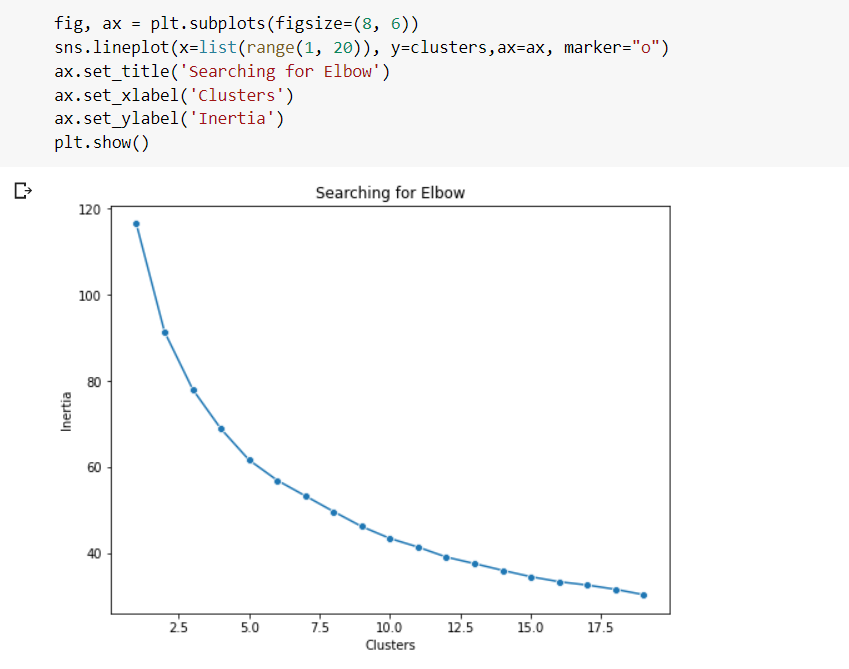 fig, ax = plt.subplots(figsize=(8, 6))
sns.lineplot(x=list(range(1, 20)), y=clusters,ax=ax, marker="o")
ax.set_title('Searching for Elbow')
ax.set_xlabel('Clusters')
ax.set_ylabel('Inertia')
plt.show()
Searching for Elbow
120
100
80
60
40
Inertia
2.5 5.0 7.5 10.0 12.5 15.0 17.5
Clusters